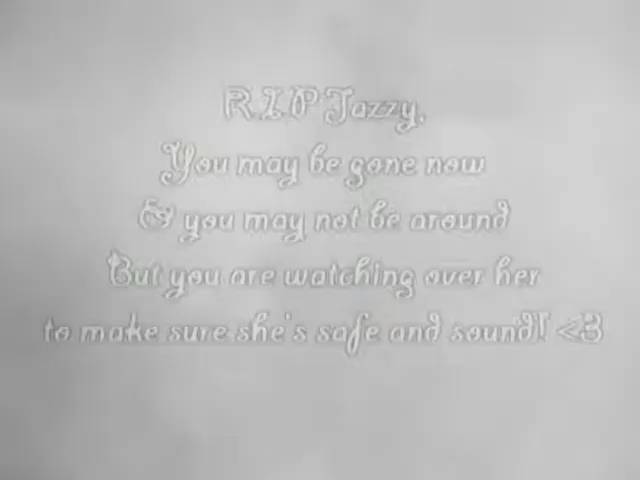 R.I.P Jazzy,
You may be gone now
& you may not be around
But you are watching over her
to make sure she's safe and sound! <3